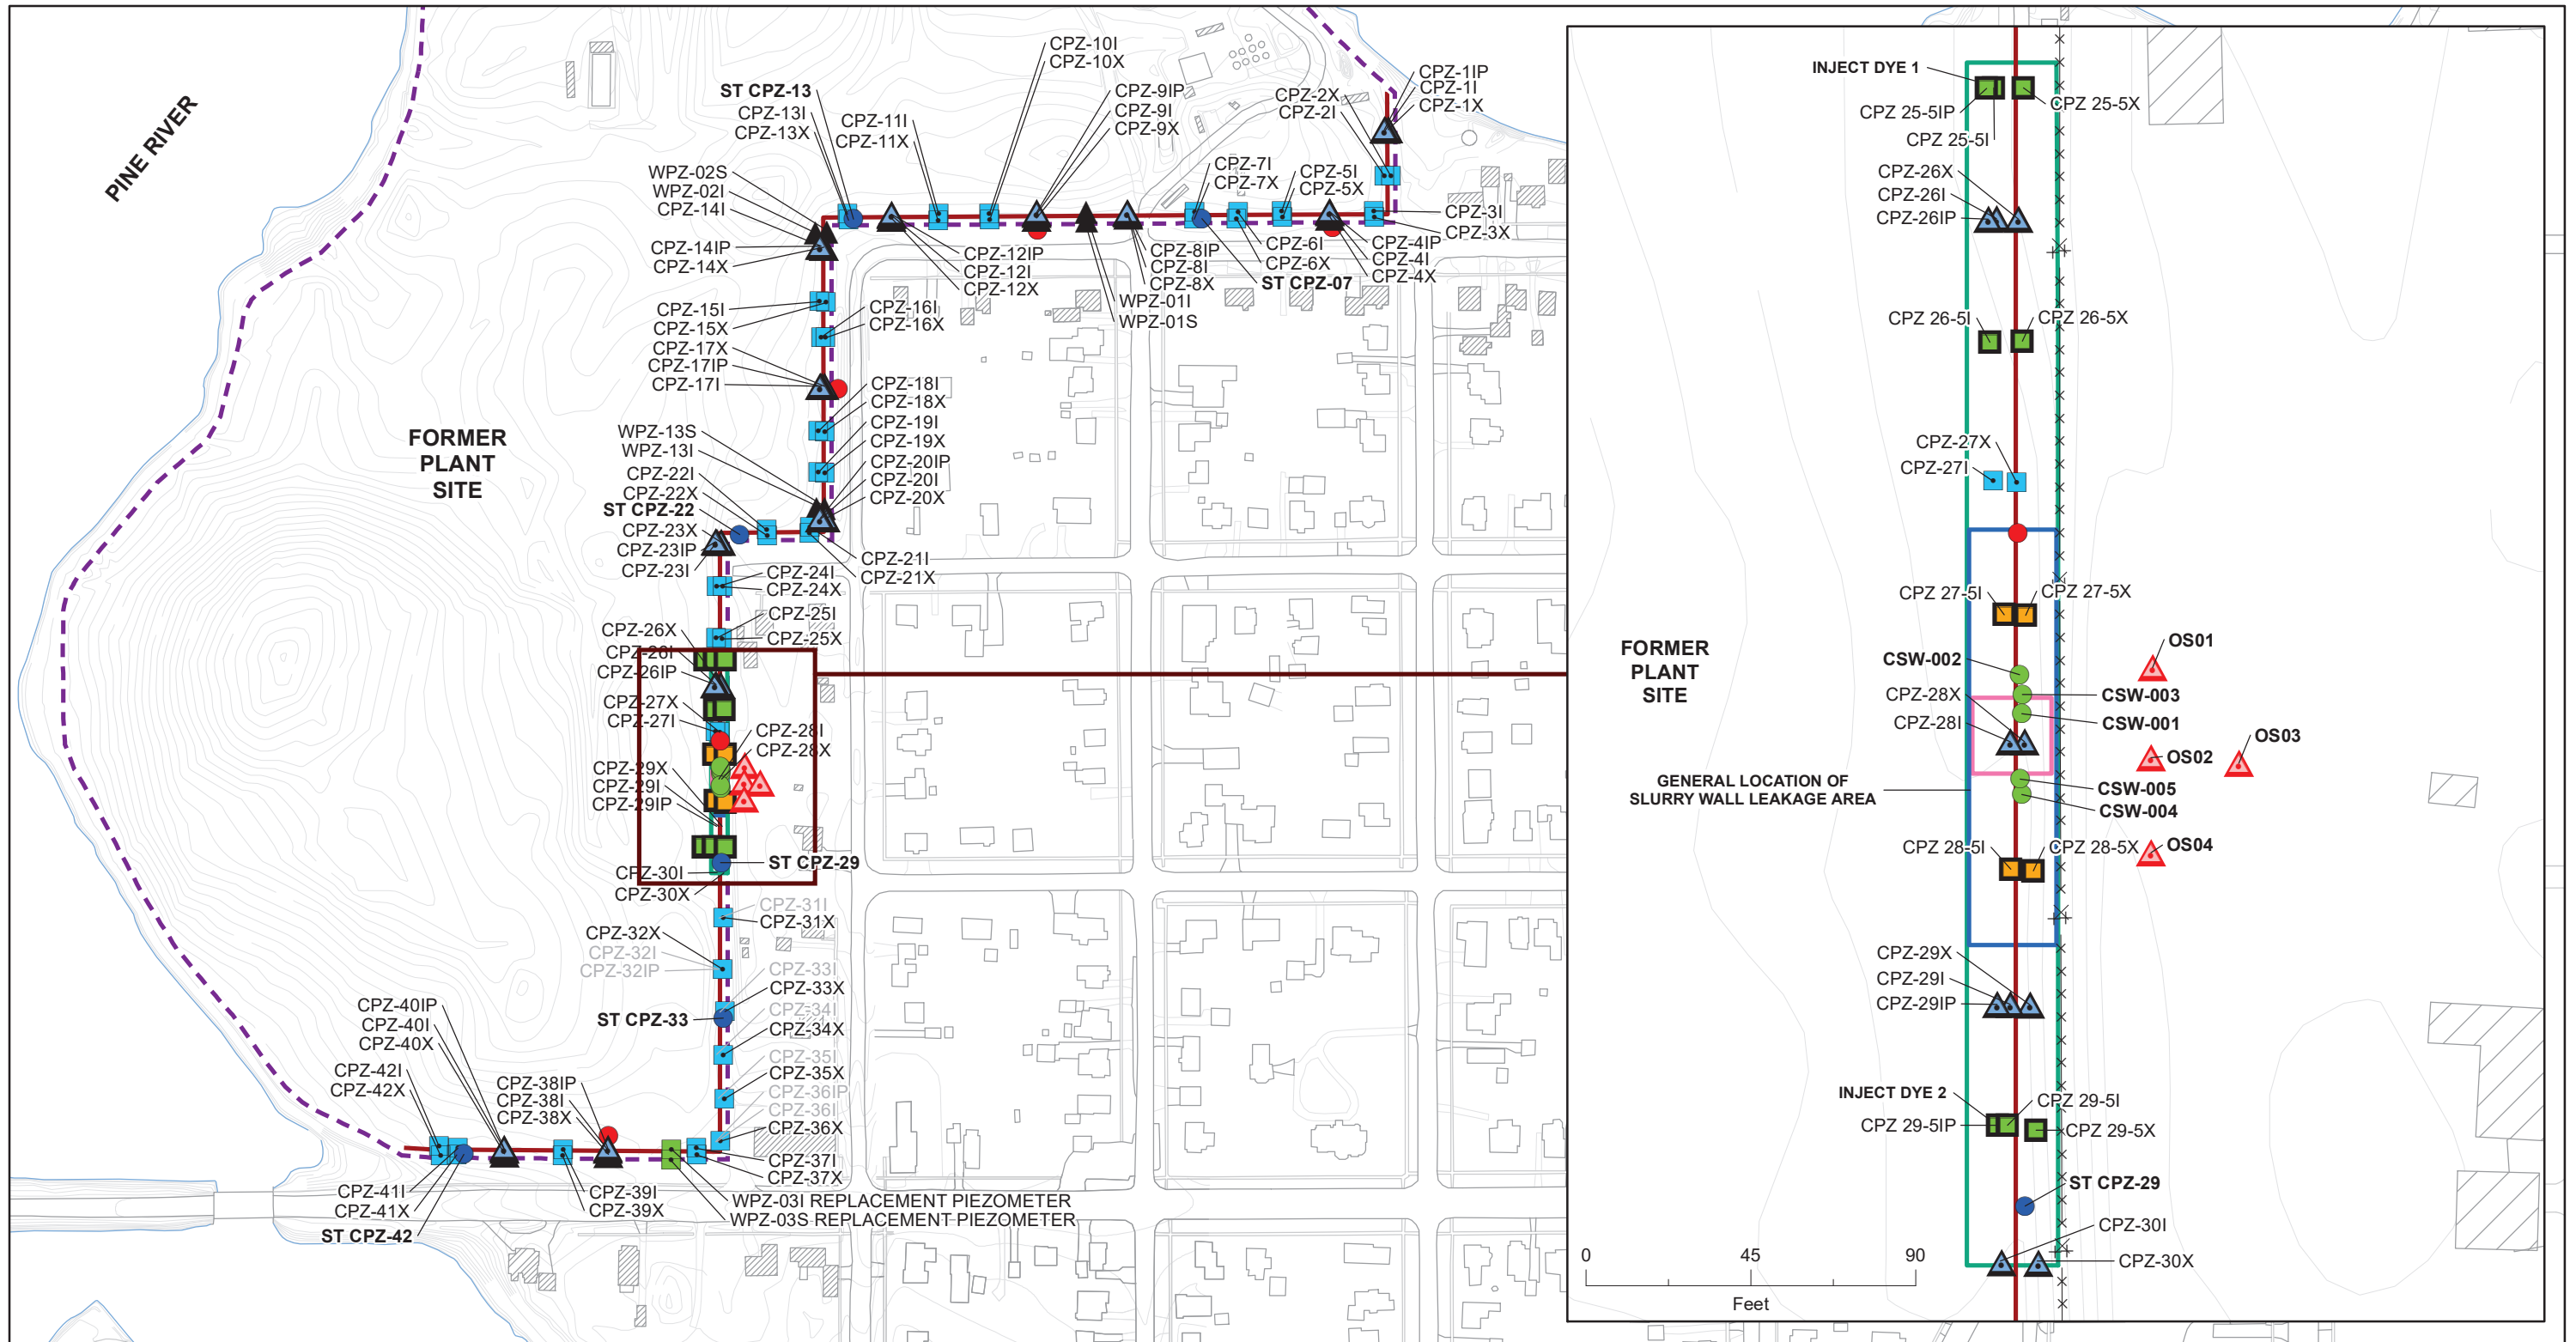 PINE RIVER
FORMER
PLANT
SITE
ST CPZ-13
CPZ-13I
CPZ-13X
CPZ-11I
CPZ-11X
CPZ-10I
CPZ-10X
CPZ-9IP
CPZ-9I
CPZ-9X
CPZ-2X
CPZ-2I
CPZ-1IP
CPZ-1I
CPZ-1X
WPZ-02S
WPZ-02I
CPZ-14I
CPZ-14IP
CPZ-14X
CPZ-7I
CPZ-7X
CPZ-5I
CPZ-5X
CPZ-3I
CPZ-3X
CPZ-12IP
CPZ-12I
CPZ-12X
CPZ-8IP
CPZ-8I
CPZ-8X
CPZ-6I
CPZ-6X
ST CPZ-07
CPZ-4IP
CPZ-4I
CPZ-4X
WPZ-01I
WPZ-01S
CPZ-15I
CPZ-15X
CPZ-16I
CPZ-16X
CPZ-17X
CPZ-17IP
CPZ-17I
CPZ-18I
CPZ-18X
CPZ-19I
CPZ-19X
CPZ-20IP
CPZ-20I
CPZ-20X
WPZ-13S
WPZ-13I
CPZ-22I
CPZ-22X
ST CPZ-22
CPZ-23X
CPZ-23IP
CPZ-23I
CPZ-21I
CPZ-21X
CPZ-24I
CPZ-24X
CPZ-25I
CPZ-25X
CPZ-26X
CPZ-26I
CPZ-26IP
CPZ-27X
CPZ-27I
CPZ-28I
CPZ-28X
CPZ-29X
CPZ-29I
CPZ-29IP
ST CPZ-29
CPZ-30I
CPZ-30X
CPZ-31I
CPZ-31X
CPZ-32X
CPZ-32I
CPZ-32IP
CPZ-33I
CPZ-33X
ST CPZ-33
CPZ-34I
CPZ-34X
CPZ-35I
CPZ-35X
CPZ-36IP
CPZ-36I
CPZ-36X
CPZ-37I
CPZ-37X
CPZ-40IP
CPZ-40I
CPZ-40X
CPZ-42I
CPZ-42X
CPZ-38IP
CPZ-38I
CPZ-38X
CPZ-41I
CPZ-41X
ST CPZ-42
CPZ-39I
CPZ-39X
WPZ-03I REPLACEMENT PIEZOMETER
WPZ-03S REPLACEMENT PIEZOMETER
INJECT DYE 1
CPZ 25-5IP
CPZ 25-5I
CPZ 25-5X
CPZ-26X
CPZ-26I
CPZ-26IP
CPZ 26-5I
CPZ 26-5X
CPZ-27X
CPZ-27I
CPZ 27-5I
CPZ 27-5X
FORMER
PLANT
SITE
CSW-002
CPZ-28X
CPZ-28I
CSW-003
CSW-001
OS01
OS02
OS03
GENERAL LOCATION OF
SLURRY WALL LEAKAGE AREA
CSW-005
CSW-004
CPZ 28-5I
CPZ 28-5X
OS04
CPZ-29X
CPZ-29I
CPZ-29IP
INJECT DYE 2
CPZ 29-5IP
CPZ 29-5I
CPZ 29-5X
ST CPZ-29
CPZ-30I
CPZ-30X
0 45 90
Feet